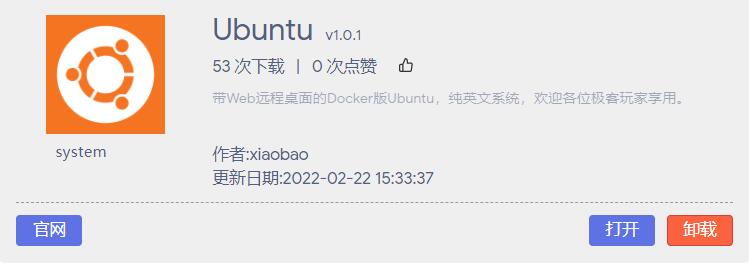 Ubuntu v1.0.1
53 次下载 | 0 次点赞
带Web远程桌面的Docker版Ubuntu，纯英文系统，欢迎各位极客玩家享用。
system
作者:xiaobao
更新日期:2022-02-22 15:33:37
官网 打开 卸载